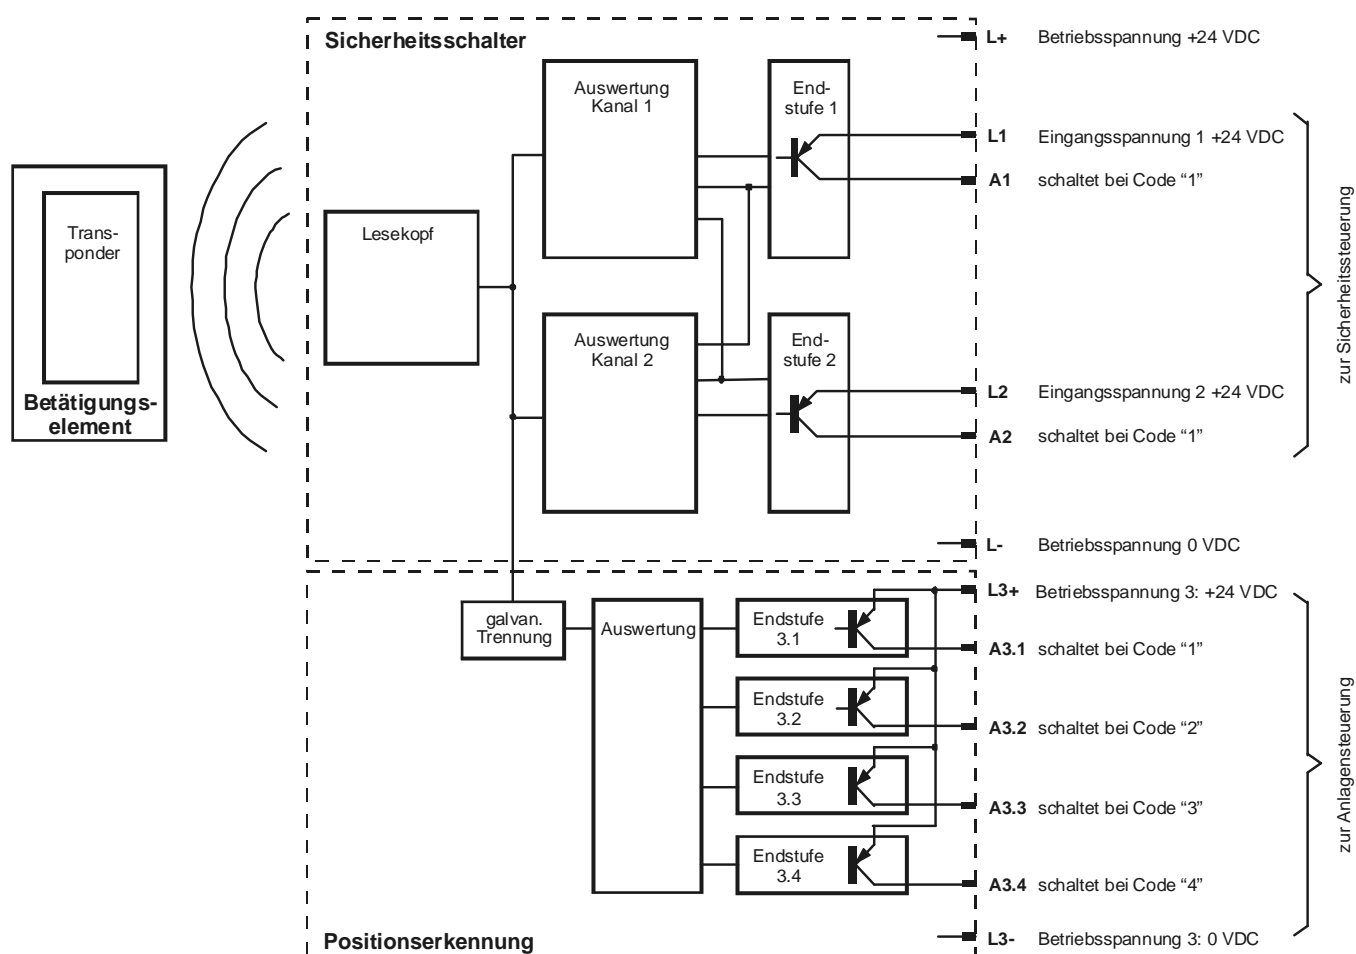 Sicherheitsschalter
L+ Betriebsspannung +24 VDC
Auswertung
Kanal 1
End-
stufe 1
L1 Eingangsspannung 1 +24 VDC
A1 schaltet bei Code “1”
zur Sicherheitssteuerung
Trans-
ponder
Betätigungs-
element
Lesekopf
Auswertung
Kanal 2
End-
stufe 2
L2 Eingangsspannung 2 +24 VDC
A2 schaltet bei Code “1”
L- Betriebsspannung 0 VDC
L3+ Betriebsspannung 3: +24 VDC
galvan.
Trennung
Auswertung
Endstufe
3.1
A3.1 schaltet bei Code “1”
Endstufe
3.2
A3.2 schaltet bei Code “2”
Endstufe
3.3
A3.3 schaltet bei Code “3”
Endstufe
3.4
A3.4 schaltet bei Code “4”
zur Anlagensteuerung
Positionserkennung
L3- Betriebsspannung 3: 0 VDC